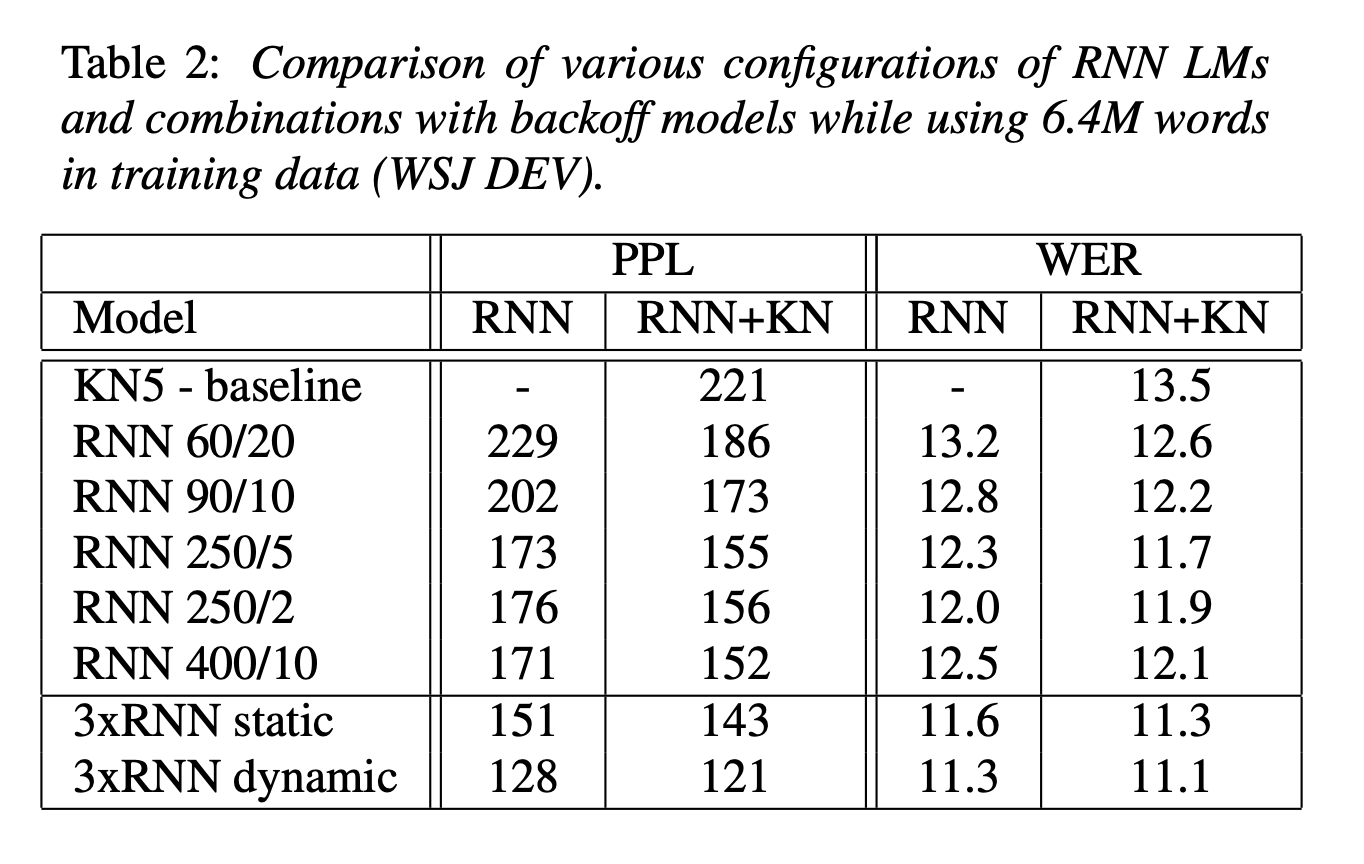 Table 2: Comparison of various configurations of RNN LMs
and combinations with backoff models while using 6.4M words
in training data (WSJ DEV).
PPL WER
Model RNN RNN+KN RNN RNN+KN
KN5 - baseline - 221 - 13.5
RNN 60/20 229 186 13.2 12.6
RNN 90/10 202 173 12.8 12.2
RNN 250/5 173 155 12.3 11.7
RNN 250/2 176 156 12.0 11.9
RNN 400/10 171 152 12.5 12.1
3xRNN static 151 143 11.6 11.3
3xRNN dynamic 128 121 11.3 11.1